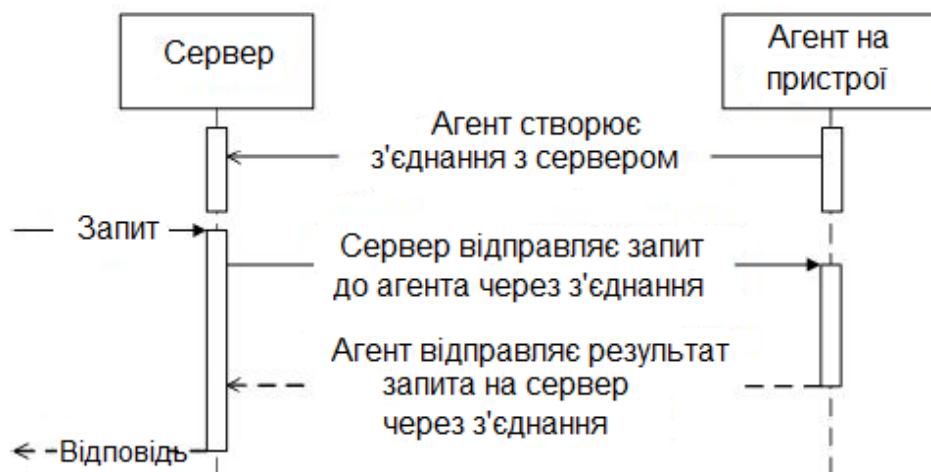 Сервер
Агент на
пристрої
Агент створює
з'єднання з сервером
Запит
Сервер відправляє запит
до агента через з'єднання
Агент відправляє результат
запита на сервер
через з'єднання
Відповідь